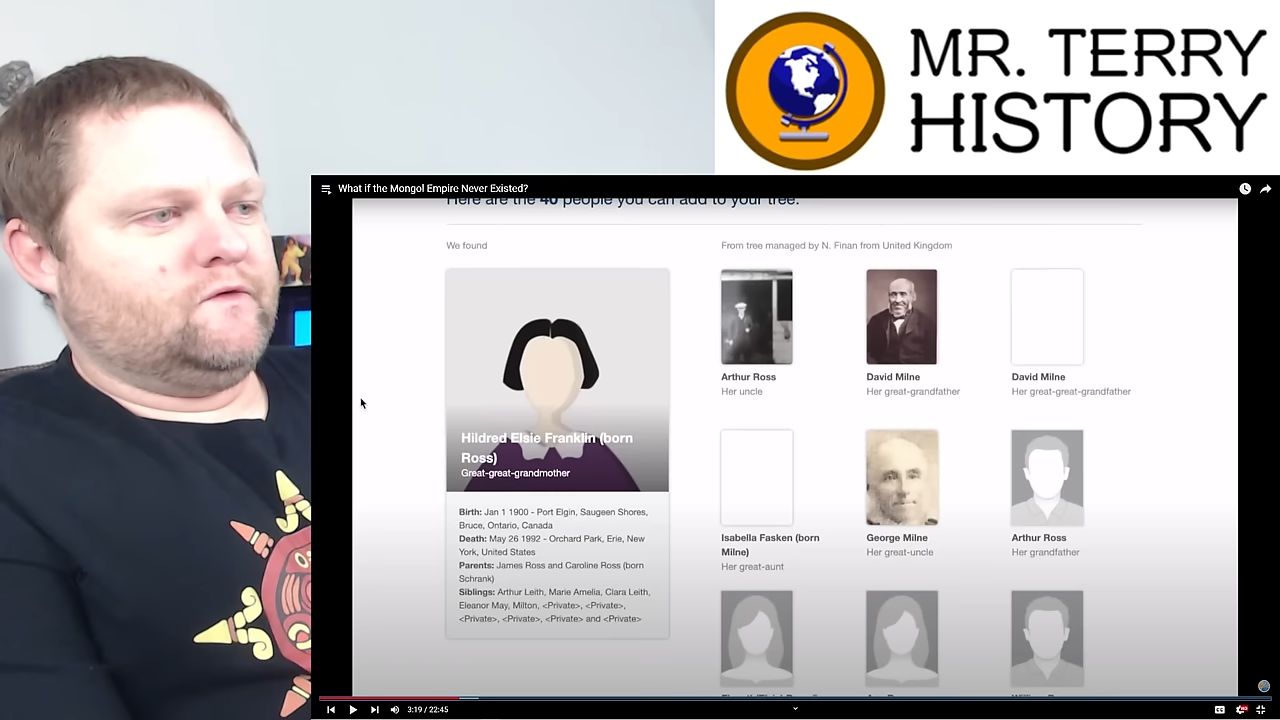 MR. TERRY
HISTORY
What if the Mongol Empire Never Existed?
Here are the 40 people you can add to your tree.
We found
From tree managed by N. Finan from United Kingdom
Hildred Elsie Franklin (born
Ross)
Great-great-grandmother
Birth: Jan 1 1900 - Port Elgin, Saugeen Shores,
Bruce, Ontario, Canada
Death: May 26 1992 - Orchard Park, Erie, New
York, United States
Parents: James Ross and Caroline Ross (born
Schrank)
Siblings: Arthur Leith, Marie Amelia, Clara Leith,
Eleanor May, Milton, <Private>, <Private>,
<Private>, <Private>, <Private> and <Private>
Arthur Ross
Her uncle
David Milne
Her great-grandfather
David Milne
Her great-great-grandfather
Isabella Fasken (born
Milne)
Her great-aunt
George Milne
Her great-uncle
Arthur Ross
Her grandfather
3:19 / 22:45